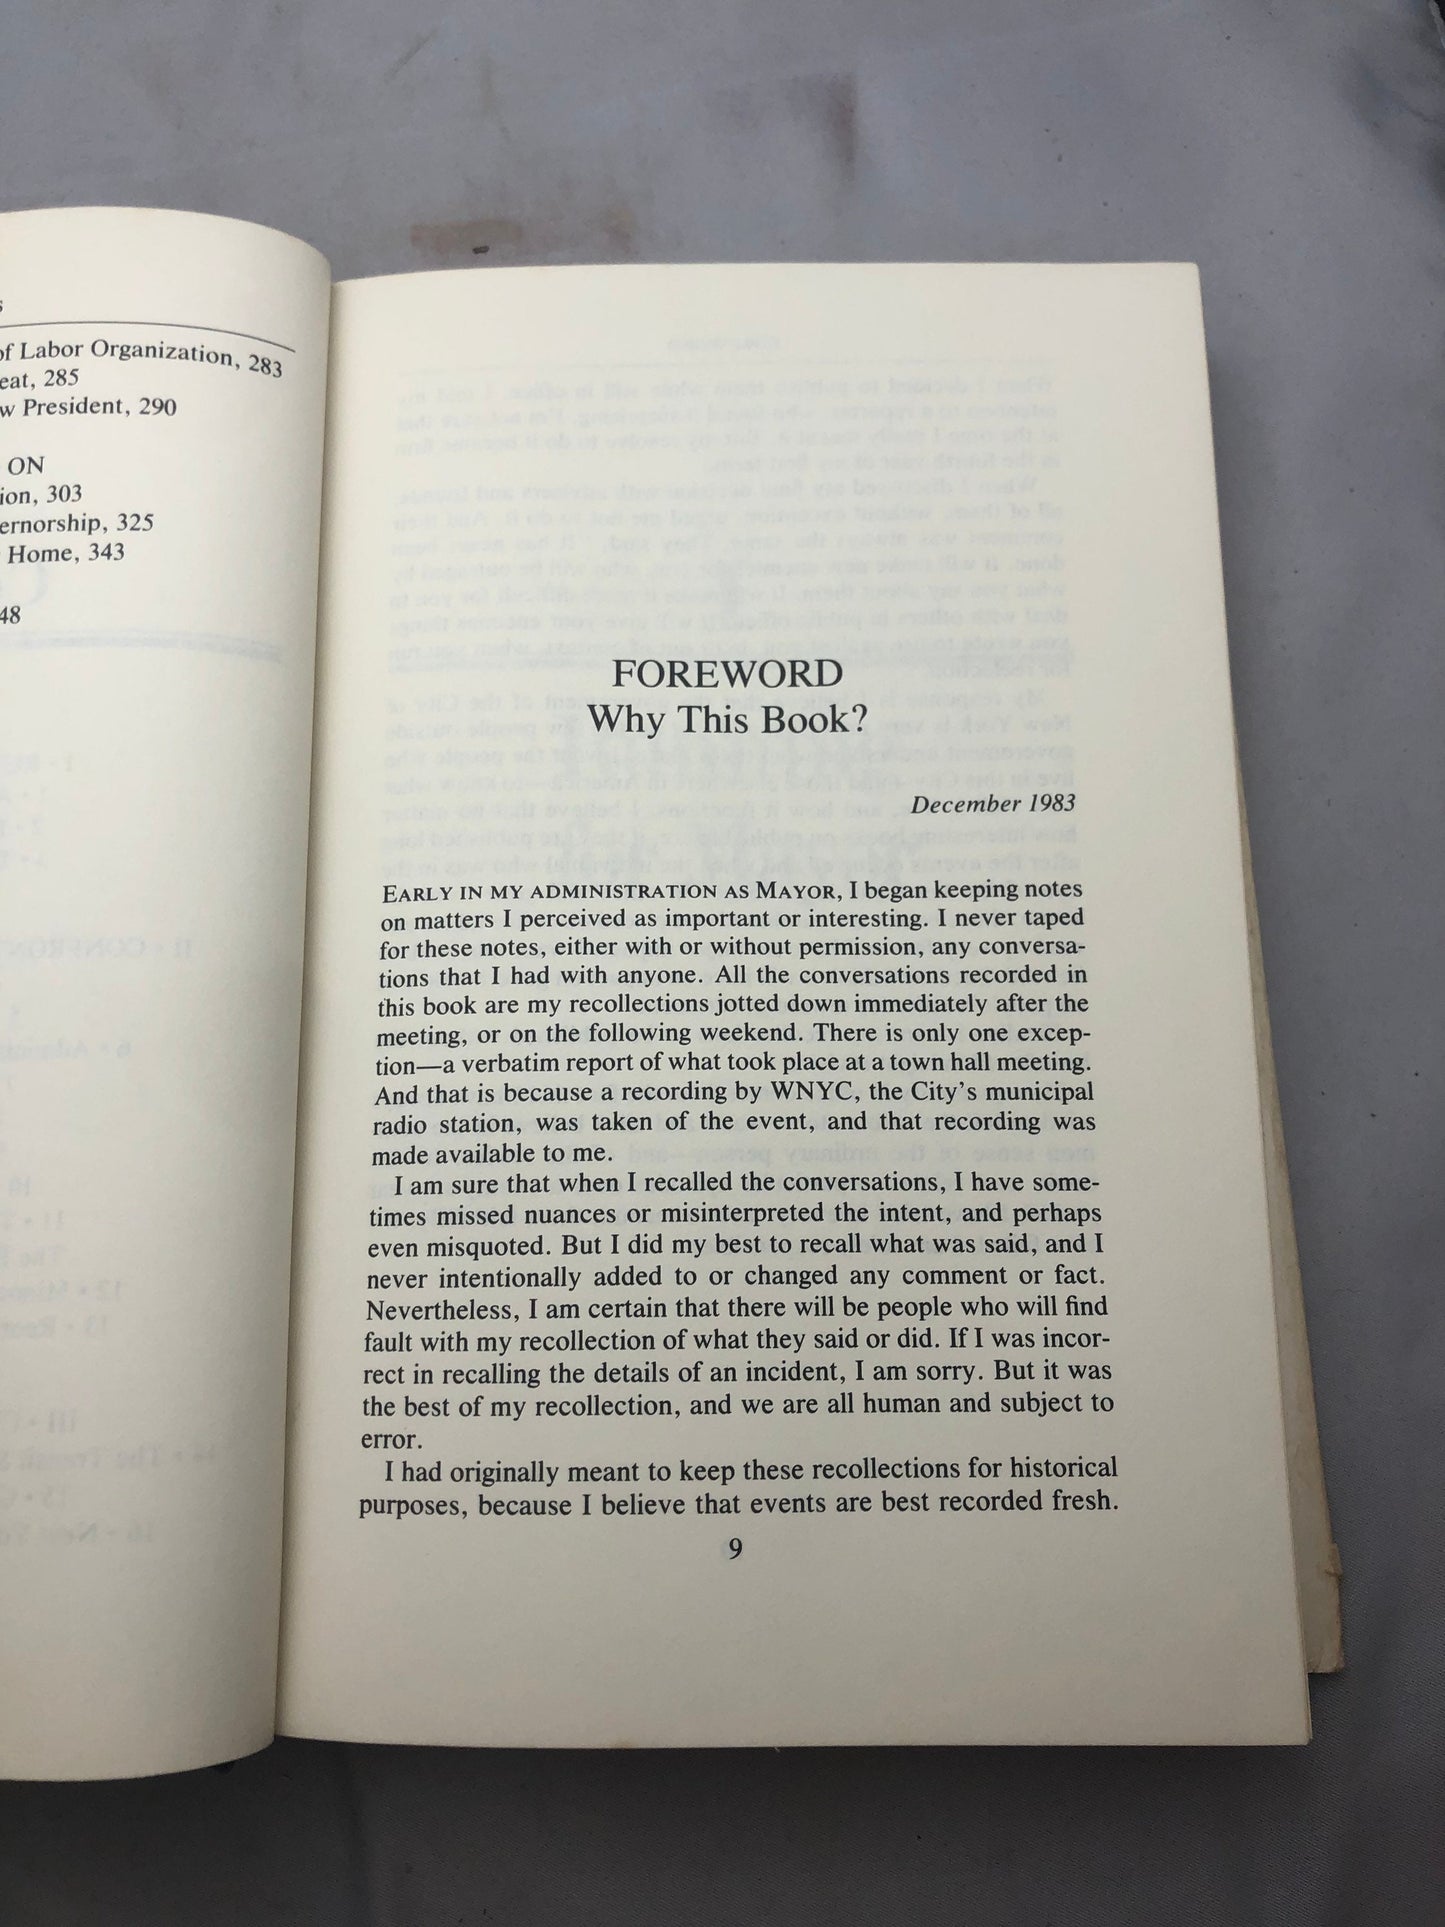 s
of Labor Organization, 283
eat, 285
w President, 290
ON
ion, 303
ernorship, 325
Home, 343
48
FOREWORD
Why This Book?
December 1983
EARLY IN MY ADMINISTRATION AS MAYOR, I began keeping notes
on matters I perceived as important or interesting. I never taped
for these notes, either with or without permission, any conversa-
tions that I had with anyone. All the conversations recorded in
this book are my recollections jotted down immediately after the
meeting, or on the following weekend. There is only one excep-
tion—a verbatim report of what took place at a town hall meeting.
And that is because a recording by WNYC, the City's municipal
radio station, was taken of the event, and that recording was
made available to me.
I am sure that when I recalled the conversations, I have some-
times missed nuances or misinterpreted the intent, and perhaps
even misquoted. But I did my best to recall what was said, and I
never intentionally added to or changed any comment or fact.
Nevertheless, I am certain that there will be people who will find
fault with my recollection of what they said or did. If I was incor-
rect in recalling the details of an incident, I am sorry. But it was
the best of my recollection, and we are all human and subject to
error.
I had originally meant to keep these recollections for historical
purposes, because I believe that events are best recorded fresh.
9